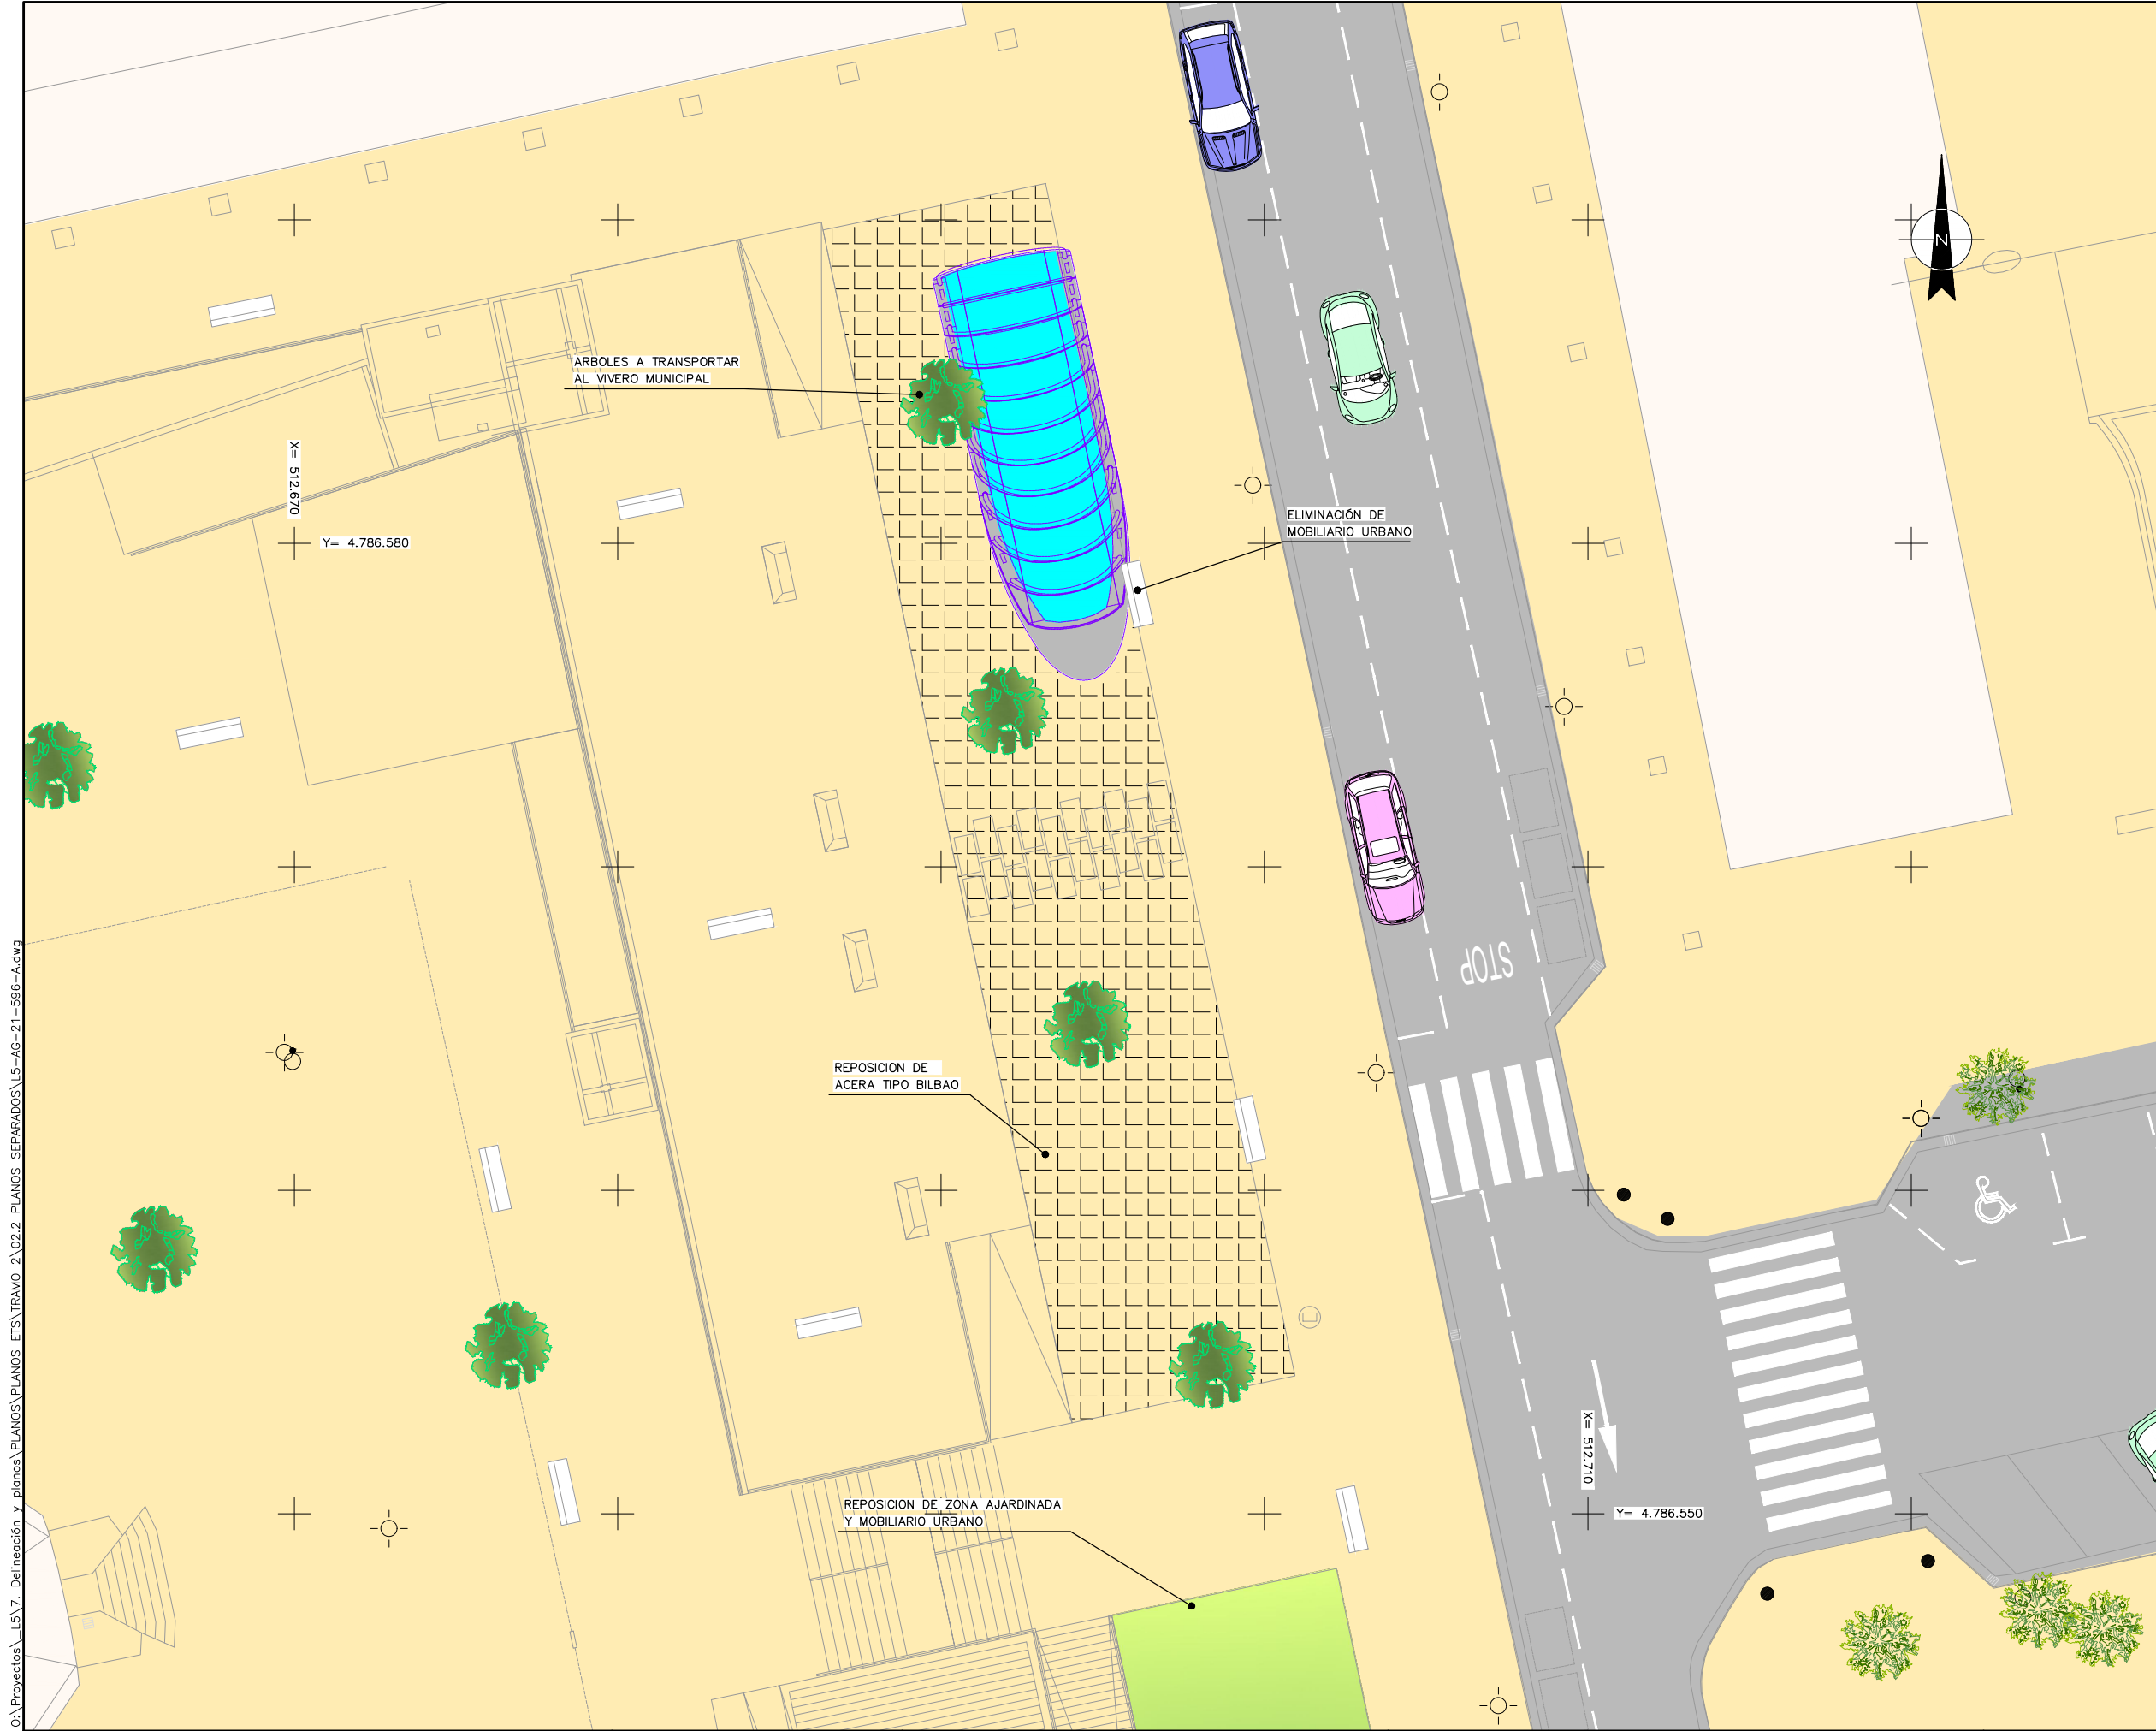 N
ARBOLES A TRANSPORTAR
AL VIVERO MUNICIPAL
X= 512.670
Y= 4.786.580
ELIMINACIÓN DE
MOBILIARIO URBANO
STOP
REPOSICION DE
ACERA TIPO BILBAO
X= 512.710
Y= 4.786.550
REPOSICION DE ZONA AJARDINADA
Y MOBILIARIO URBANO
O:\Proyectos\_L5\7. Delineación y planos\PLANOS\PLANOS ETS\TRAMO 2\02.2 PLANOS SEPARADOS\L5-AG-21-596-A.dwg